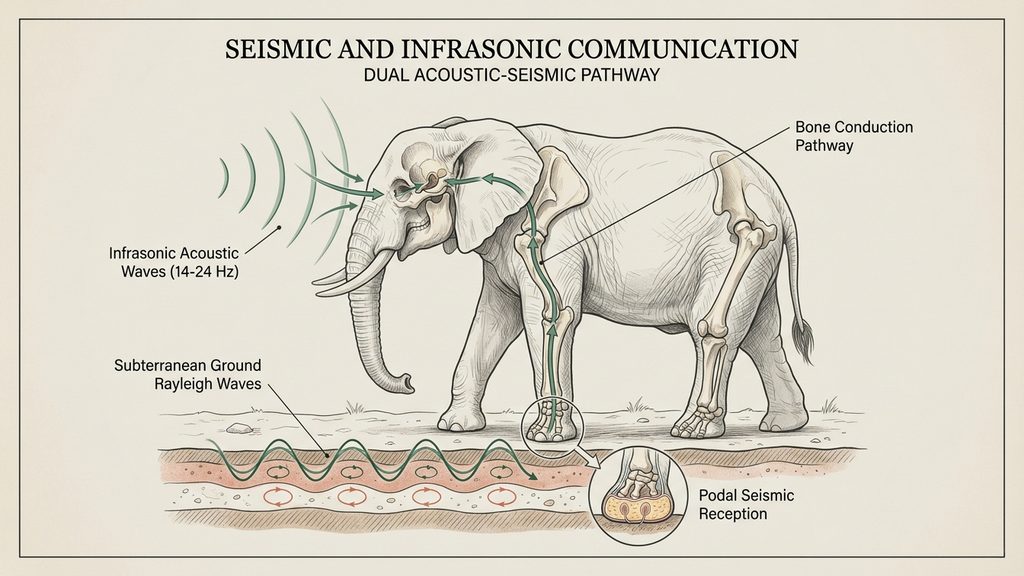 SEISMIC AND INFRASONIC COMMUNICATION
DUAL ACOUSTIC-SEISMIC PATHWAY
Bone Conduction
Pathway
Infrasonic Acoustic
Waves (14-24 Hz)
Subterranean Ground
Rayleigh Waves
Podal Seismic
Reception